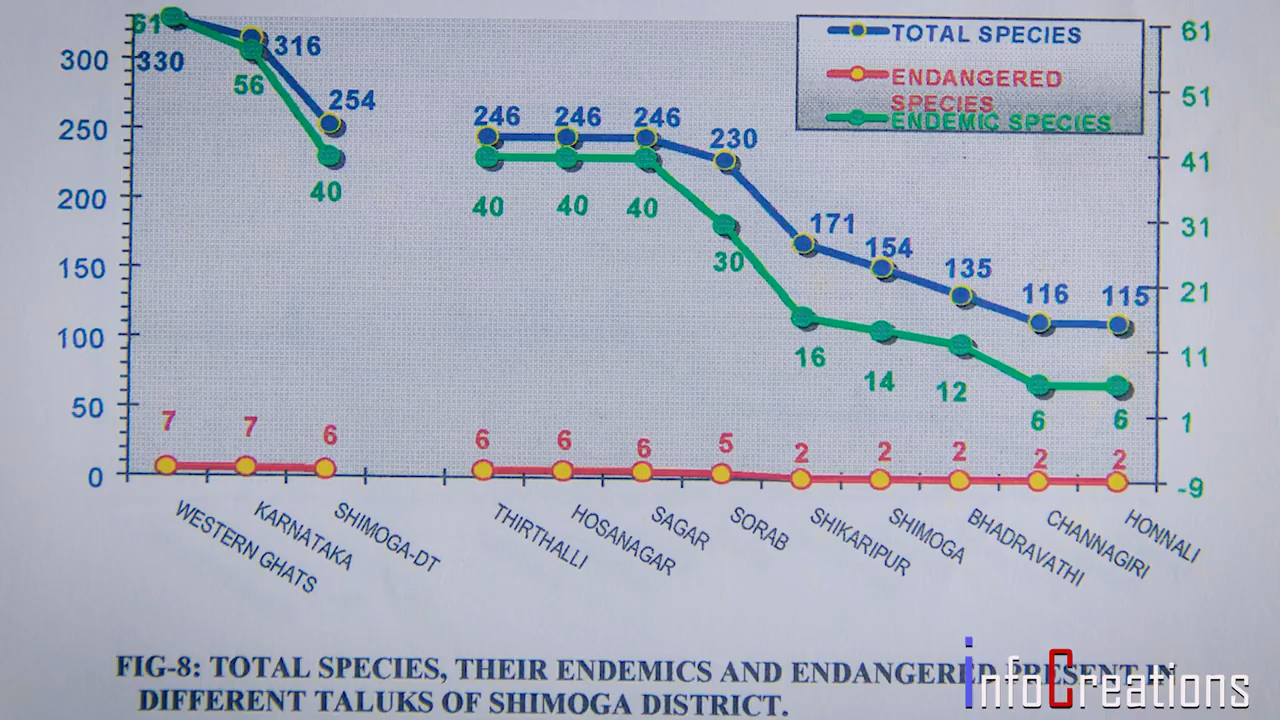 61
330
300
250
200
150
100
50
0
316
56
254
40
246
246
246
230
171
154
135
116
115
40
40
40
30
16
14
12
6
6
7
7
6
6
6
6
5
2
2
2
2
2
TOTAL SPECIES
ENDANGERED
SPECIES
ENDEMIC SPECIES
61
51
41
31
21
11
1
-9
WESTERN GHATS
KARNATAKA
SHIMOGA-DT
THIRTHALLI
HOSANAGAR
SAGAR
SORAB
SHIKARIPUR
SHIMOGA
BHADRAVATHI
CHANNAGIRI
HONNALI
FIG-8: TOTAL SPECIES, THEIR ENDEMICS AND ENDANGERED PRESENT IN
DIFFERENT TALUKS OF SHIMOGA DISTRICT.
infoCreations